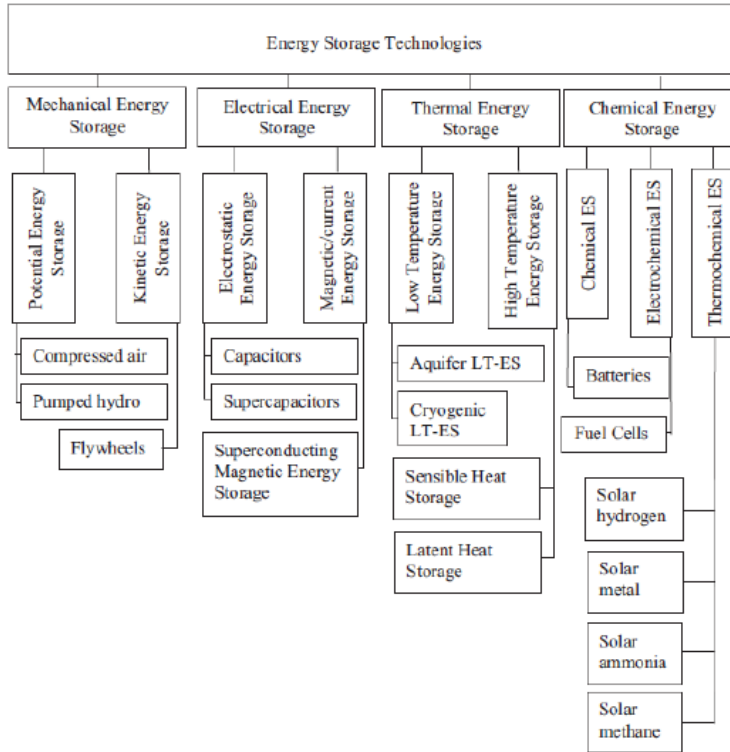 Energy Storage Technologies
Mechanical Energy
Storage
Electrical Energy
Storage
Thermal Energy
Storage
Chemical Energy
Storage
Potential Energy
Storage
Kinetic Energy
Storage
Electrostatic
Energy Storage
Magnetic/current
Energy Storage
Low Temperature
Energy Storage
High Temperature
Energy Storage
Chemical ES
Electrochemical ES
Thermochemical ES
Compressed air
Pumped hydro
Flywheels
Capacitors
Supercapacitors
Superconducting
Magnetic Energy
Storage
Aquifer LT-ES
Cryogenic
LT-ES
Sensible Heat
Storage
Latent Heat
Storage
Batteries
Fuel Cells
Solar
hydrogen
Solar
metal
Solar
ammonia
Solar
methane